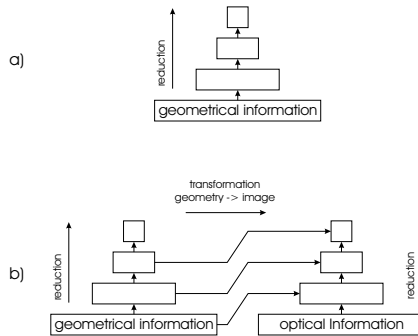 a)
reduction
geometrical information
transformation
geometry -> image
b)
reduction
reduction
geometrical information
optical Information